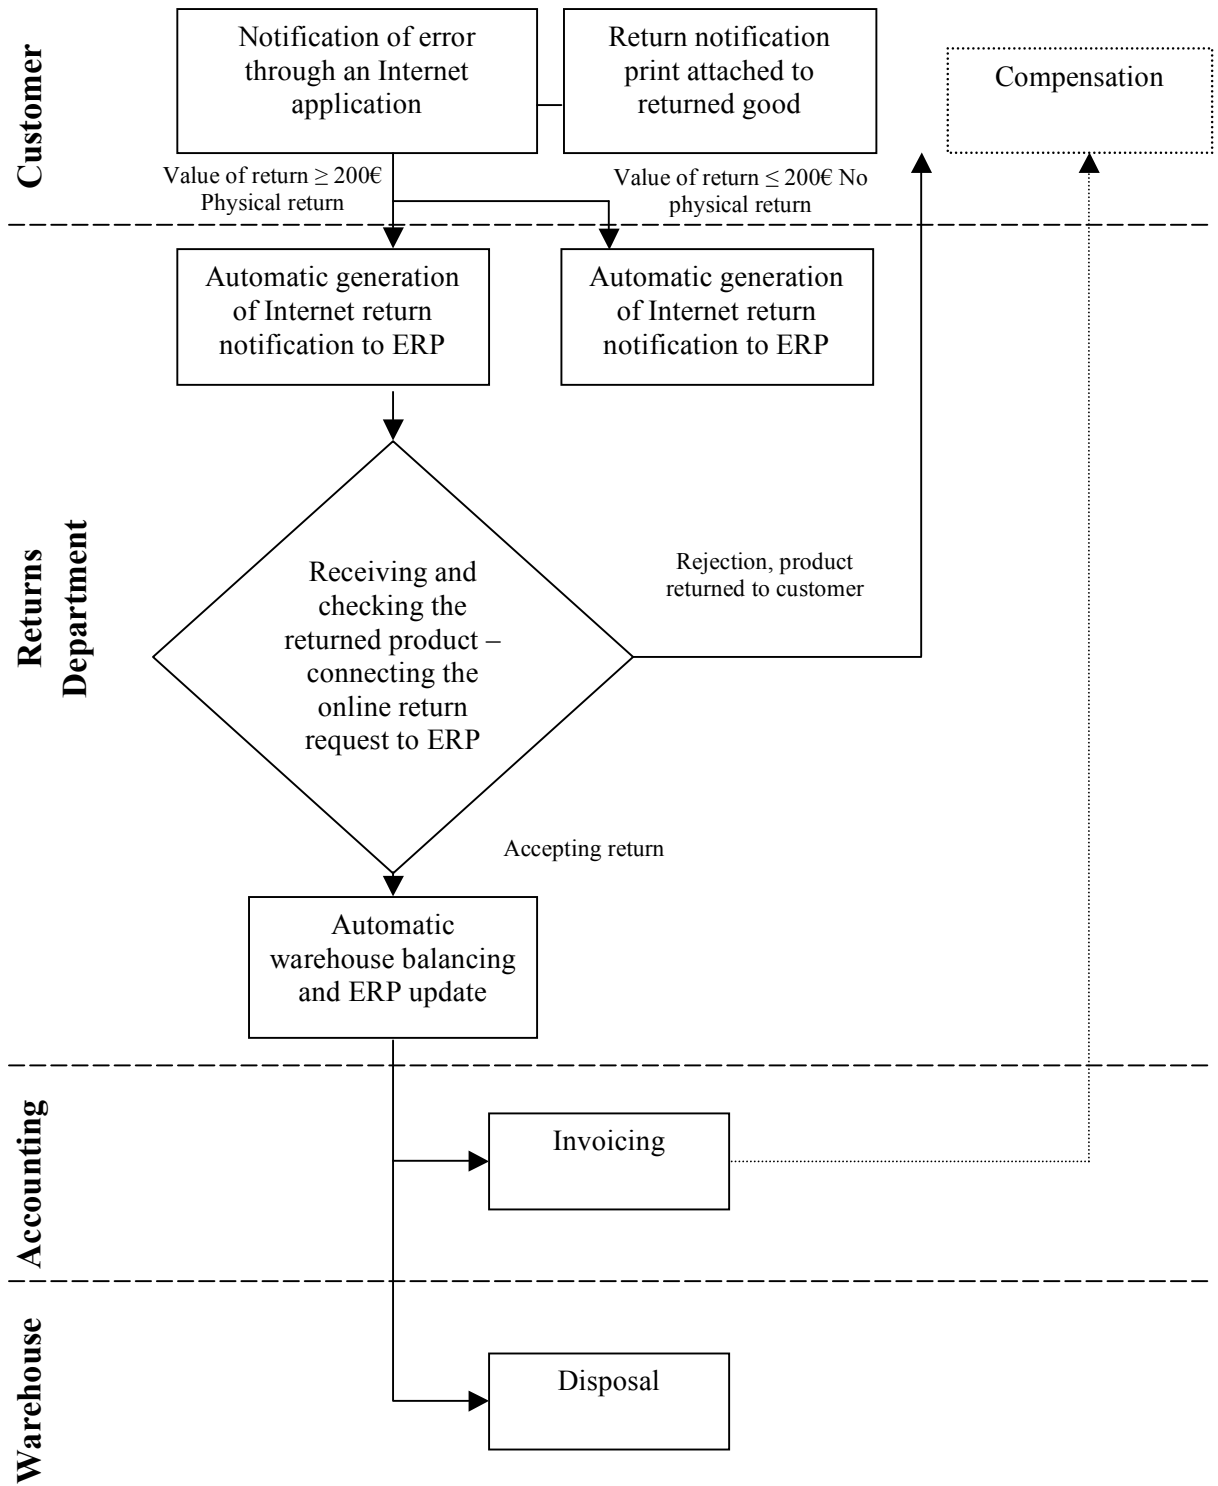 Customer
Notification of error
through an Internet
application
Return notification
print attached to
returned good
Compensation
Value of return ≥ 200€
Physical return
Value of return ≤ 200€ No
physical return
Returns
Department
Automatic generation
of Internet return
notification to ERP
Automatic generation
of Internet return
notification to ERP
Receiving and
checking the
returned product –
connecting the
online return
request to ERP
Rejection, product
returned to customer
Accepting return
Automatic
warehouse balancing
and ERP update
Accounting
Invoicing
Warehouse
Disposal